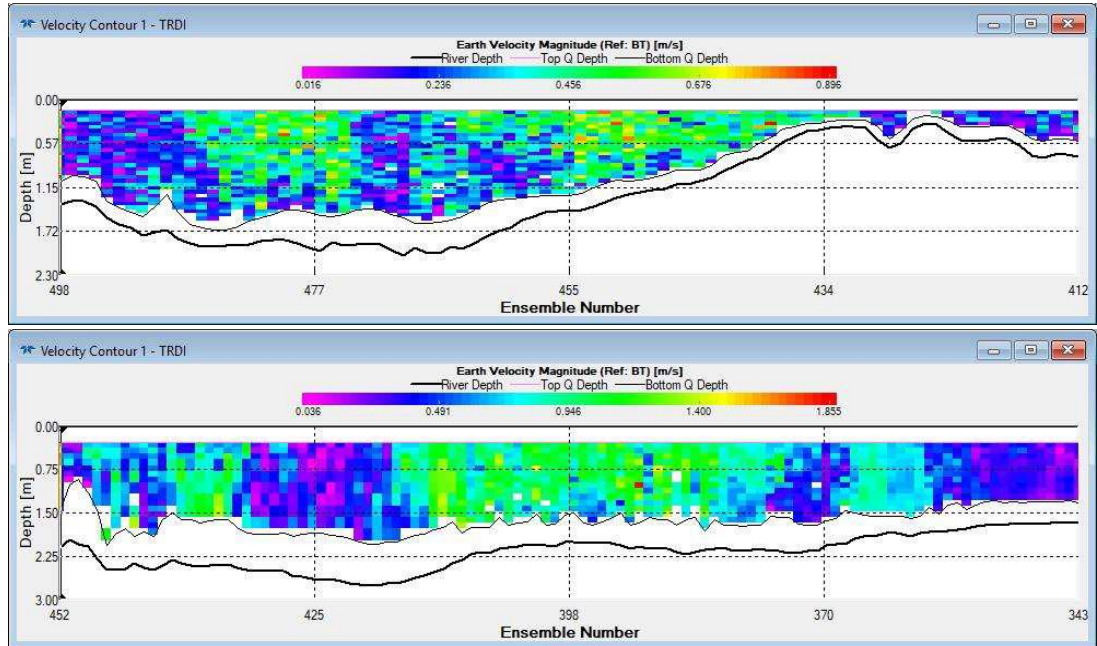 Velocity Contour 1 - TRDI
Earth Velocity Magnitude (Ref: BT) [m/s]
River Depth Top Q Depth Bottom Q Depth
0.016 0.236 0.456 0.676 0.896
Depth [m]
0.00
0.57
1.15
1.72
2.30
498 477 455 434 412
Ensemble Number
Velocity Contour 1 - TRDI
Earth Velocity Magnitude (Ref: BT) [m/s]
River Depth Top Q Depth Bottom Q Depth
0.036 0.491 0.946 1.400 1.855
Depth [m]
0.00
0.75
1.50
2.25
3.00
452 425 398 370 343
Ensemble Number